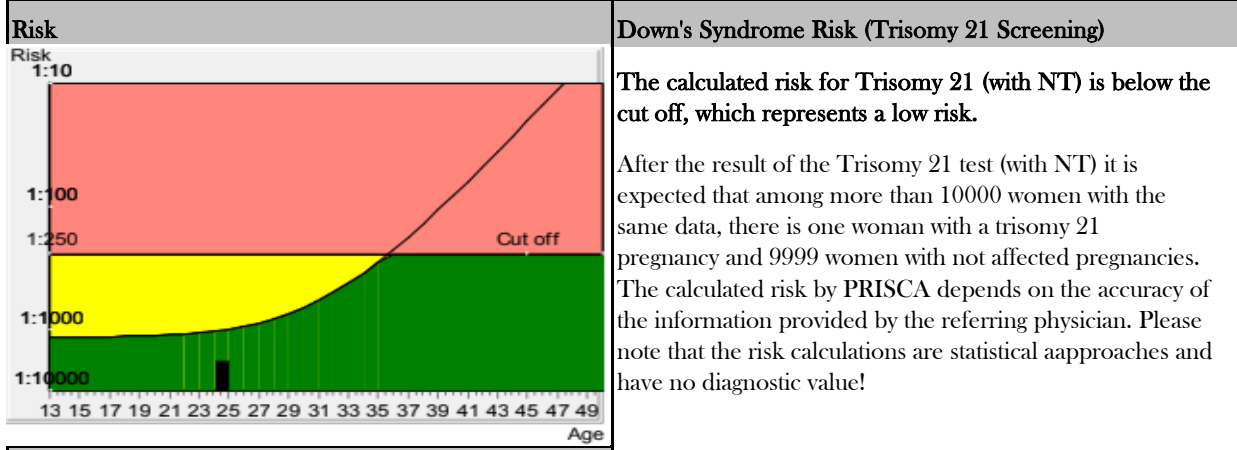 Risk
Risk
1:10
1:100
1:250
Cut off
1:1000
1:10000
13 15 17 19 21 23 25 27 29 31 33 35 37 39 41 43 45 47 49
Age
Down's Syndrome Risk (Trisomy 21 Screening)
The calculated risk for Trisomy 21 (with NT) is below the
cut off, which represents a low risk.
After the result of the Trisomy 21 test (with NT) it is
expected that among more than 10000 women with the
same data, there is one woman with a trisomy 21
pregnancy and 9999 women with not affected pregnancies.
The calculated risk by PRISCA depends on the accuracy of
the information provided by the referring physician. Please
note that the risk calculations are statistical aapproaches and
have no diagnostic value!